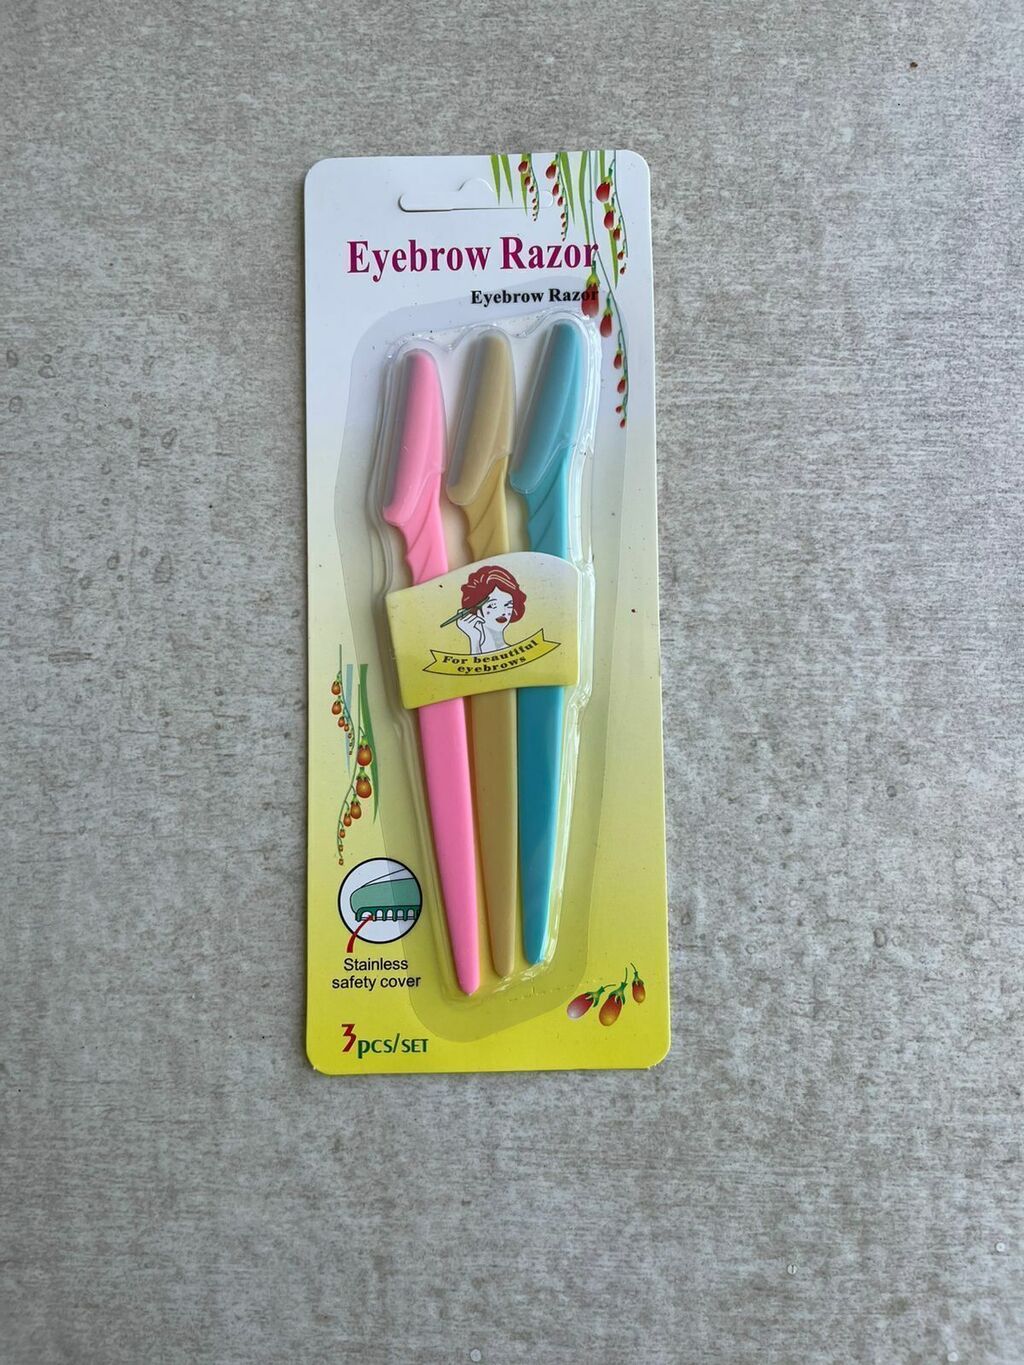 Eyebrow Razor
Eyebrow Razor
For beautiful
eyebrows
Stainless
safety cover
3pcs/SET